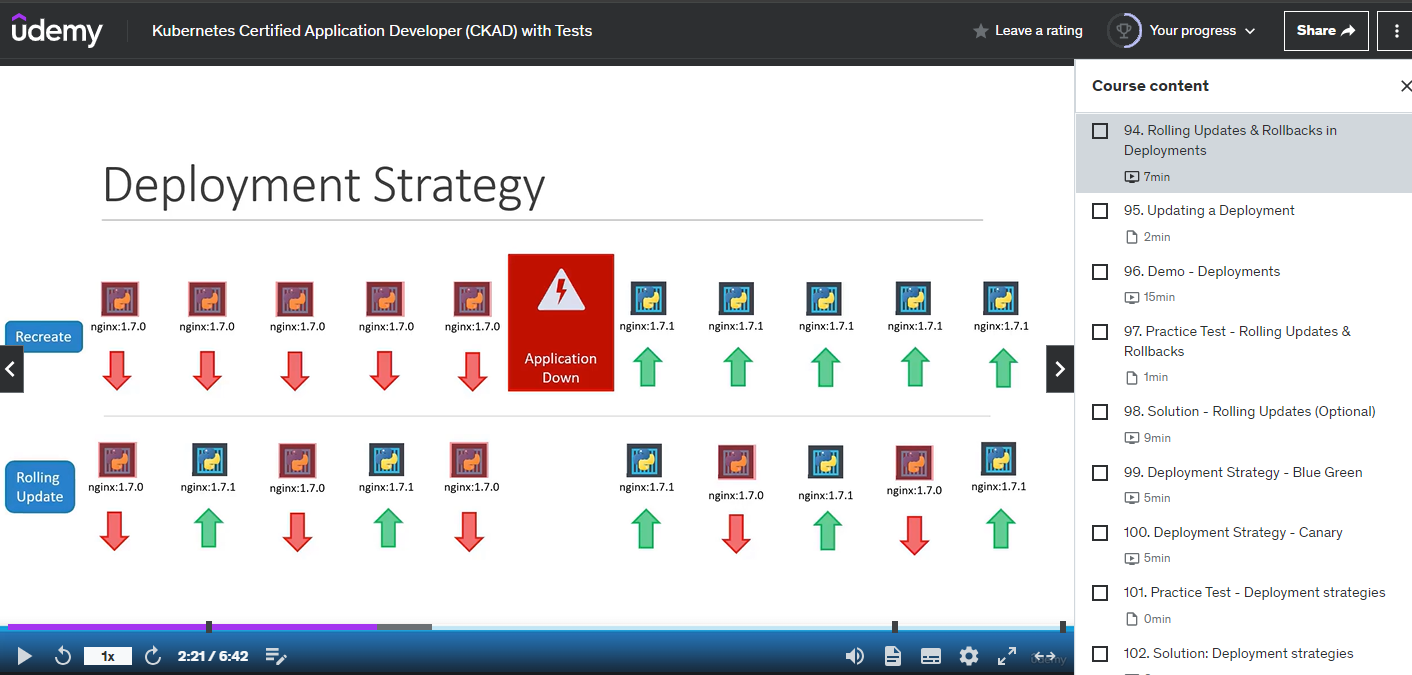 ûdemy
Kubernetes Certified Application Developer (CKAD) with Tests
Leave a rating
Your progress
Share
Deployment Strategy
Recreate
nginx:1.7.0 nginx:1.7.0 nginx:1.7.0 nginx:1.7.0 nginx:1.7.0
Application
Down
nginx:1.7.1 nginx:1.7.1 nginx:1.7.1 nginx:1.7.1 nginx:1.7.1
Rolling
Update
nginx:1.7.0 nginx:1.7.1 nginx:1.7.0 nginx:1.7.1 nginx:1.7.0
nginx:1.7.1 nginx:1.7.0 nginx:1.7.1 nginx:1.7.0 nginx:1.7.1
1x
2:21 / 6:42
Course content
94. Rolling Updates & Rollbacks in
Deployments
7min
95. Updating a Deployment
2min
96. Demo - Deployments
15min
97. Practice Test - Rolling Updates &
Rollbacks
1min
98. Solution - Rolling Updates (Optional)
9min
99. Deployment Strategy - Blue Green
5min
100. Deployment Strategy - Canary
5min
101. Practice Test - Deployment strategies
0min
102. Solution: Deployment strategies